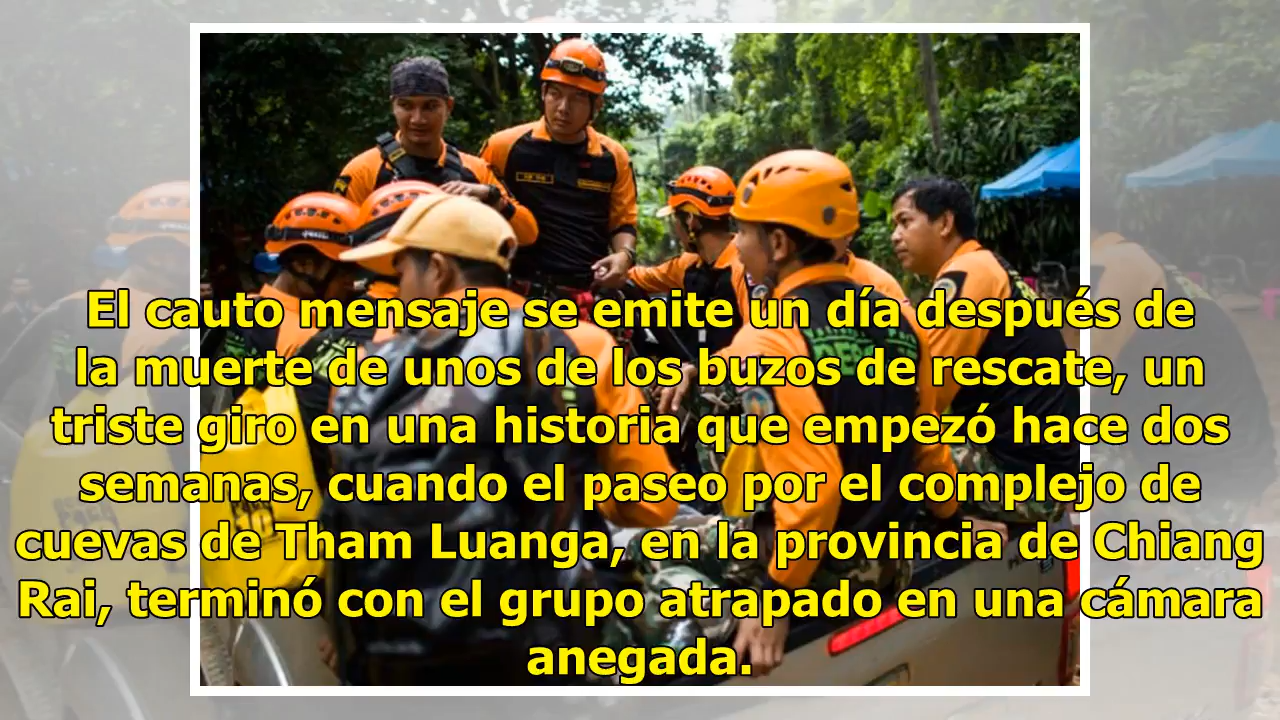 El cauto mensaje se emite un día después de
la muerte de unos de los buzos de rescate, un
triste giro en una historia que empezó hace dos
semanas, cuando el paseo por el complejo de
cuevas de Tham Luanga, en la provincia de Chiang
Rai, terminó con el grupo atrapado en una cámara
anegada.